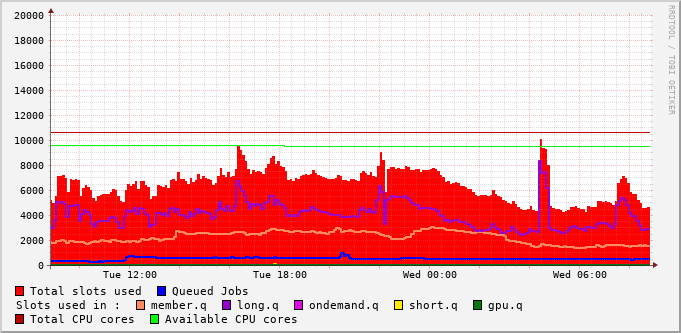 20000
18000
16000
14000
12000
10000
8000
6000
4000
2000
0
Tue 12:00 Tue 18:00 Wed 00:00 Wed 06:00
RRDTOOL / TOBI OETIKER
Total slots used Queued Jobs
Slots used in : member.q long.q ondemand.q short.q gpu.q
Total CPU cores Available CPU cores